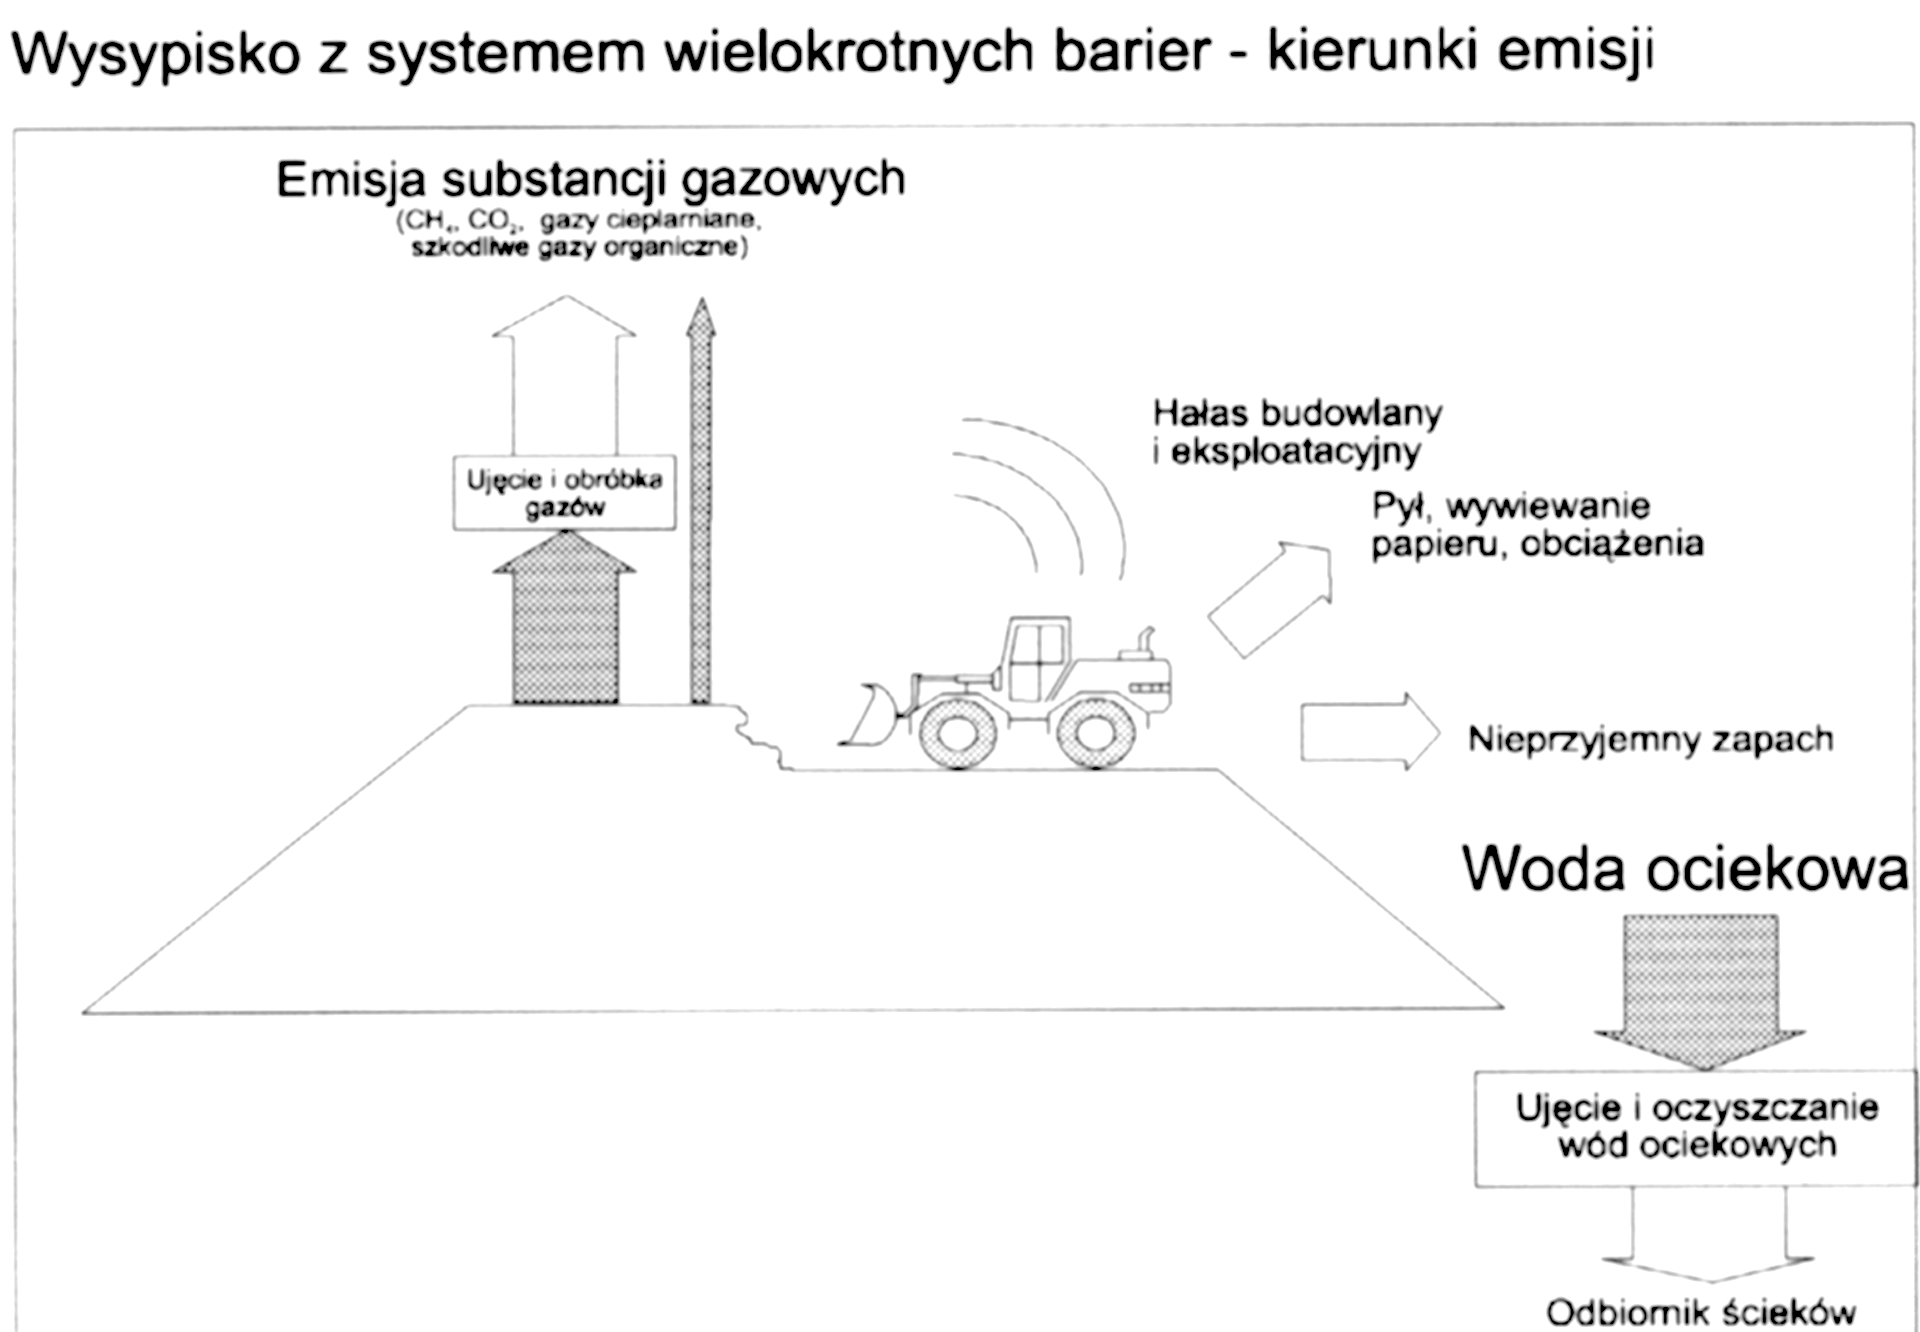 Wysypisko z systemem wielokrotnych barier - kierunki emisji
Emisja substancji gazowych
(CH₄, CO₂, gazy cieplarniane,
szkodliwe gazy organiczne)
Ujęcie i obróbka
gazów
Hałas budowlany
i eksploatacyjny
Pył, wywiewanie
papieru, obciążenia
Nieprzyjemny zapach
Woda ociekowa
Ujęcie i oczyszczanie
wód ociekowych
Odbiornik ścieków